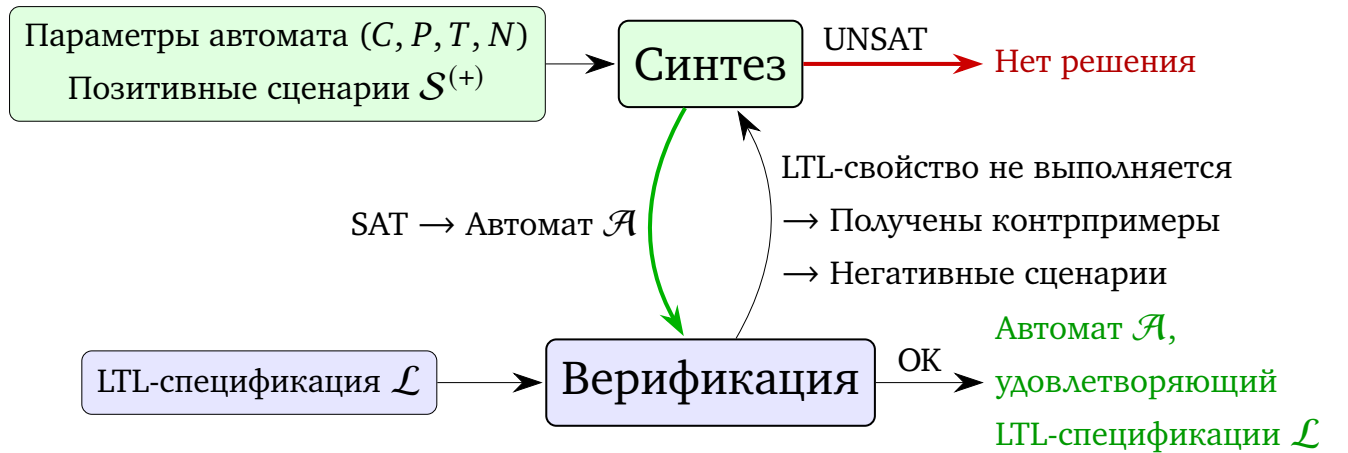 Параметры автомата (C, P, T, N)
Позитивные сценарии 𝓢⁽⁺⁾
Синтез
UNSAT
Нет решения
LTL-свойство не выполняется
→ Получены контрпримеры
→ Негативные сценарии
SAT → Автомат 𝒜
LTL-спецификация 𝓛
Верификация
OK
Автомат 𝒜,
удовлетворяющий
LTL-спецификации 𝓛